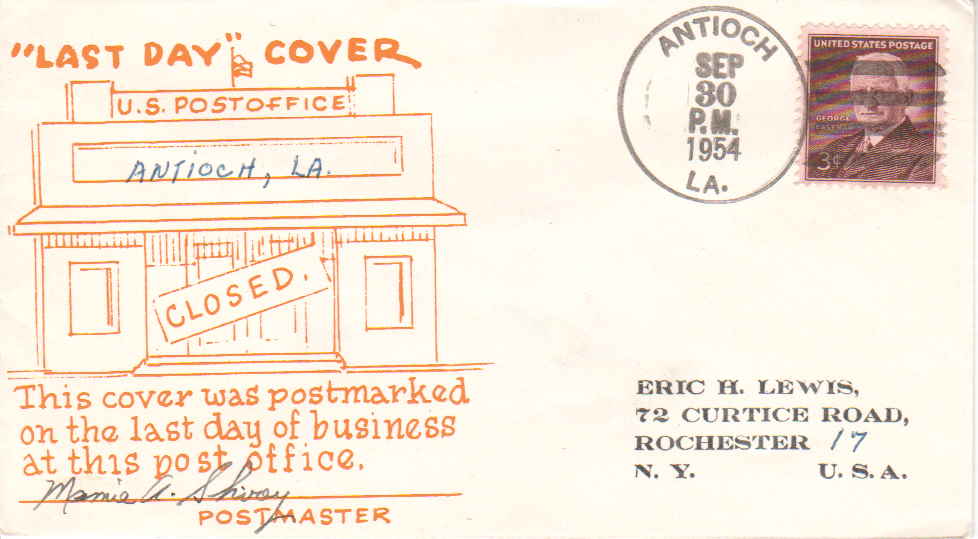 "LAST DAY" COVER
U.S. POSTOFFICE
ANTIOCH, LA.
CLOSED.
This cover was postmarked
on the last day of business
at this post office.
Mamie A.
POSTMASTER
ANTIOCH
SEP
30
P.M.
1954
LA.
UNITED STATES POSTAGE
GEORGE
EASTMAN
3¢
ERIC H. LEWIS,
72 CURTICE ROAD,
ROCHESTER 17
N. Y. U. S. A.